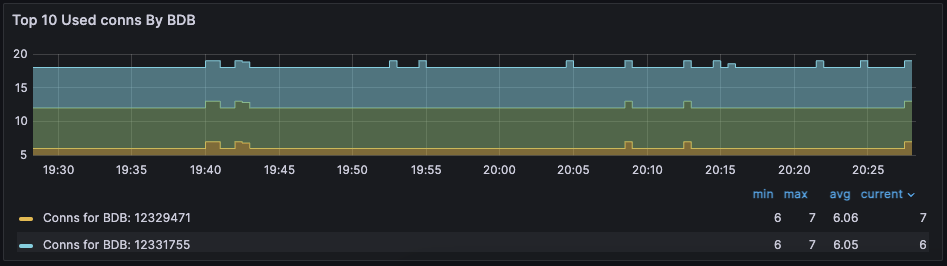 Top 10 Used conns By BDB
20
15
10
5
19:30 19:35 19:40 19:45 19:50 19:55 20:00 20:05 20:10 20:15 20:20 20:25
min max avg current
Conns for BDB: 12329471 6 7 6.06 7
Conns for BDB: 12331755 6 7 6.05 6